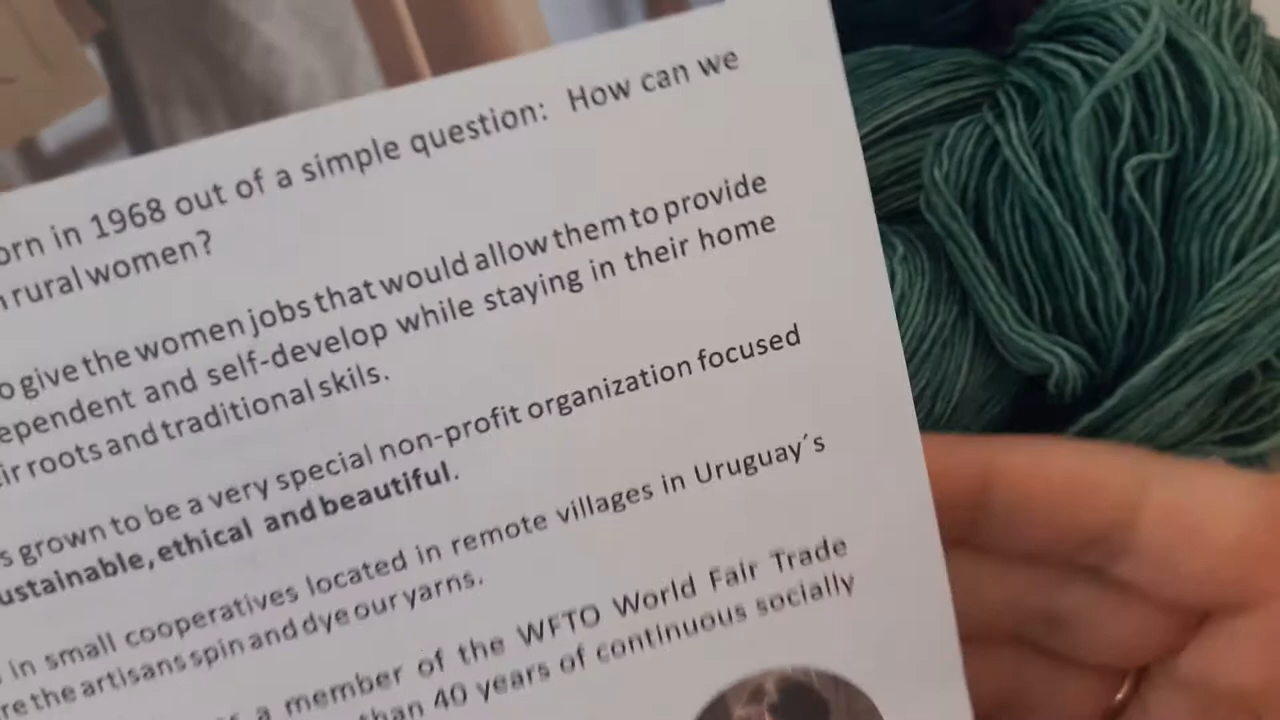 orn in 1968 out of a simple question: How can we
rural women?
o give the women jobs that would allow them to provide
ependent and self-develop while staying in their home
ir roots and traditional skils.
s grown to be a very special non-profit organization focused
ustainable, ethical and beautiful.
in small cooperatives located in remote villages in Uruguay´s
re the artisans spin and dye our yarns.
a member of the WFTO World Fair Trade
than 40 years of continuous socially